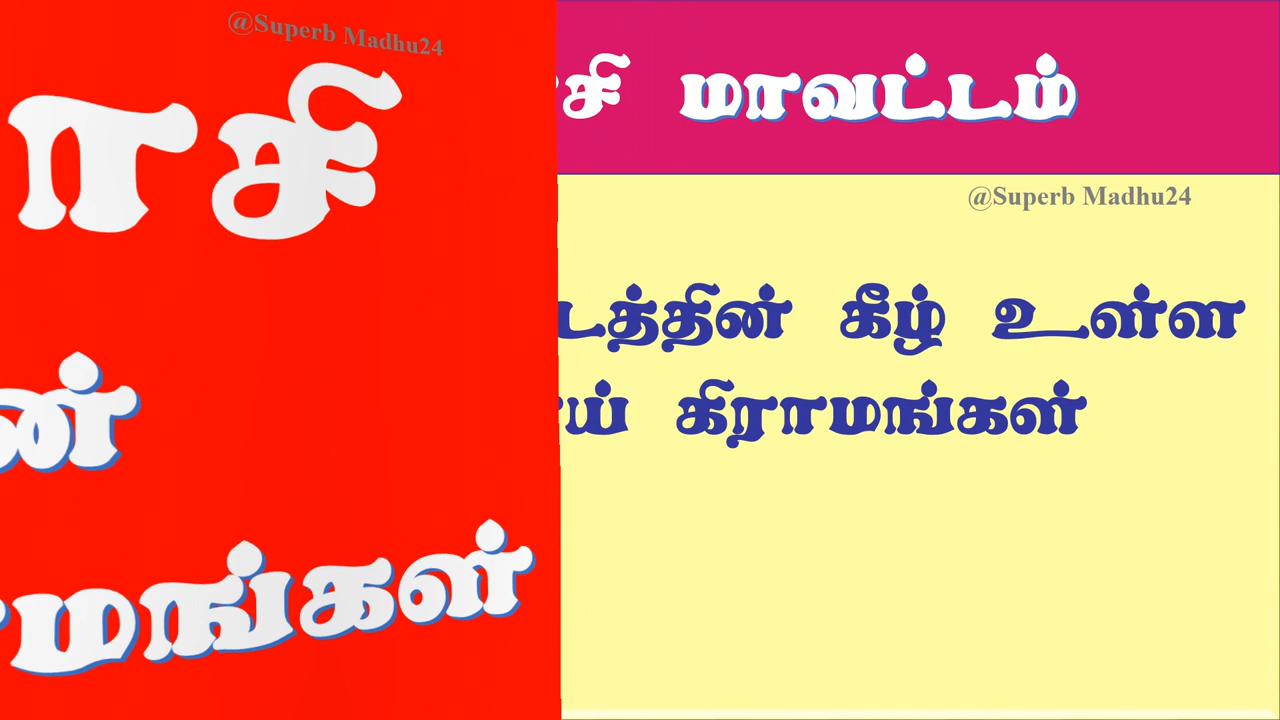 @Superb Madhu24
ாசி
ன்
மங்கள்
சி மாவட்டம்
@Superb Madhu24
டத்தின் கீழ் உள்ள
ய் கிராமங்கள்